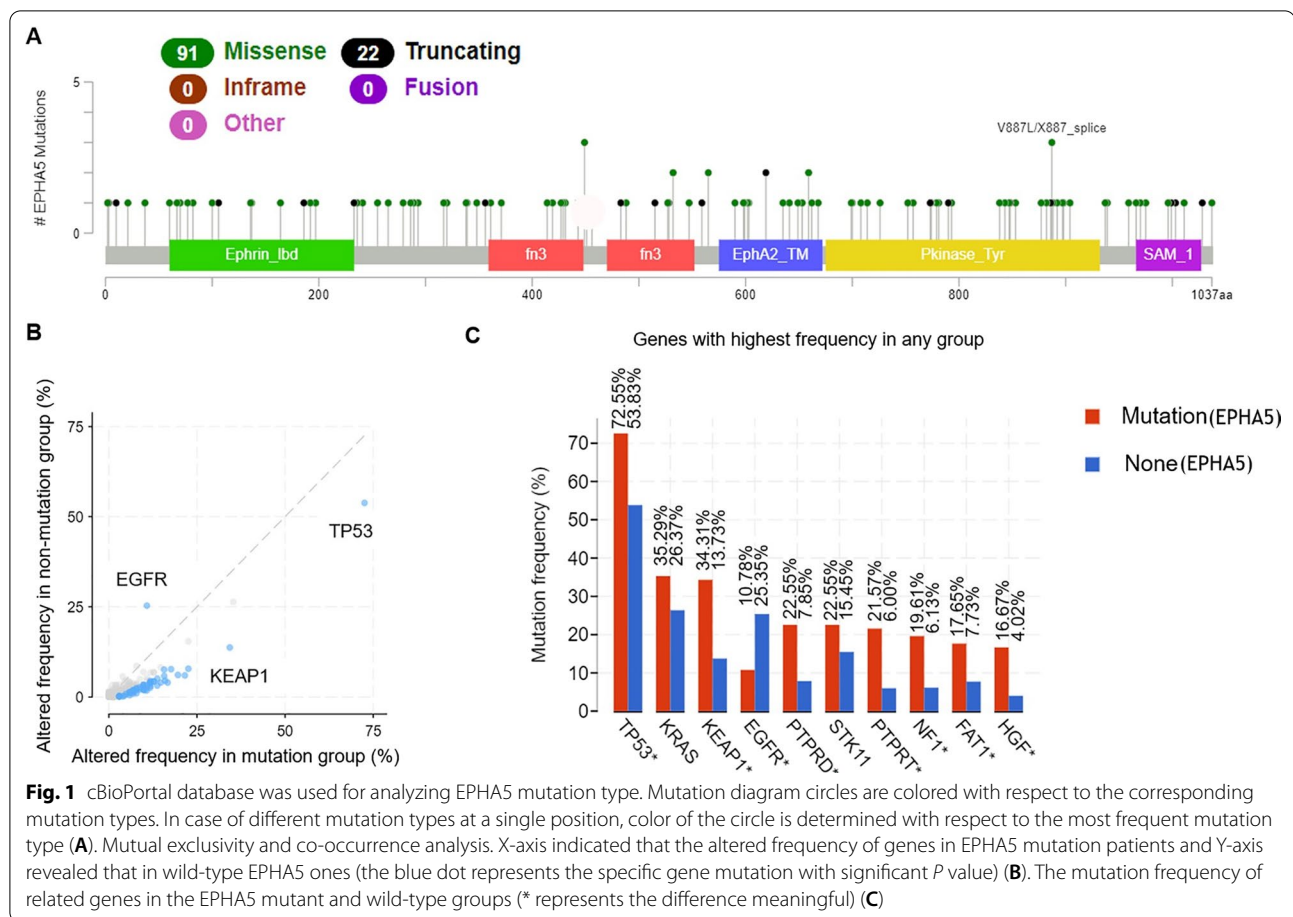 A
91 Missense 22 Truncating
0 Inframe 0 Fusion
0 Other
# EPHA5 Mutations
5
0
V887L/X887_splice
Ephrin_lbd
fn3
fn3
EphA2_TM
Pkinase_Tyr
SAM_1
0 200 400 600 800 1037aa
B
Altered frequency in non-mutation group (%)
75
50
25
0
TP53
EGFR
KEAP1
0 25 50 75
Altered frequency in mutation group (%)
C
Genes with highest frequency in any group
Mutation frequency (%)
70
60
50
40
30
20
10
0
72.55%
53.83%
35.29%
26.37%
34.31%
13.73%
10.78%
25.35%
22.55%
7.85%
22.55%
15.45%
21.57%
6.00%
19.61%
6.13%
17.65%
7.73%
16.67%
4.02%
TP53*
KRAS
KEAP1*
EGFR*
PTPRD*
STK11
PTPRT*
NF1*
FAT1*
HGF*
Mutation(EPHA5)
None(EPHA5)
Fig. 1 cBioPortal database was used for analyzing EPHA5 mutation type. Mutation diagram circles are colored with respect to the corresponding
mutation types. In case of different mutation types at a single position, color of the circle is determined with respect to the most frequent mutation
type (A). Mutual exclusivity and co-occurrence analysis. X-axis indicated that the altered frequency of genes in EPHA5 mutation patients and Y-axis
revealed that in wild-type EPHA5 ones (the blue dot represents the specific gene mutation with significant P value) (B). The mutation frequency of
related genes in the EPHA5 mutant and wild-type groups (* represents the difference meaningful) (C)